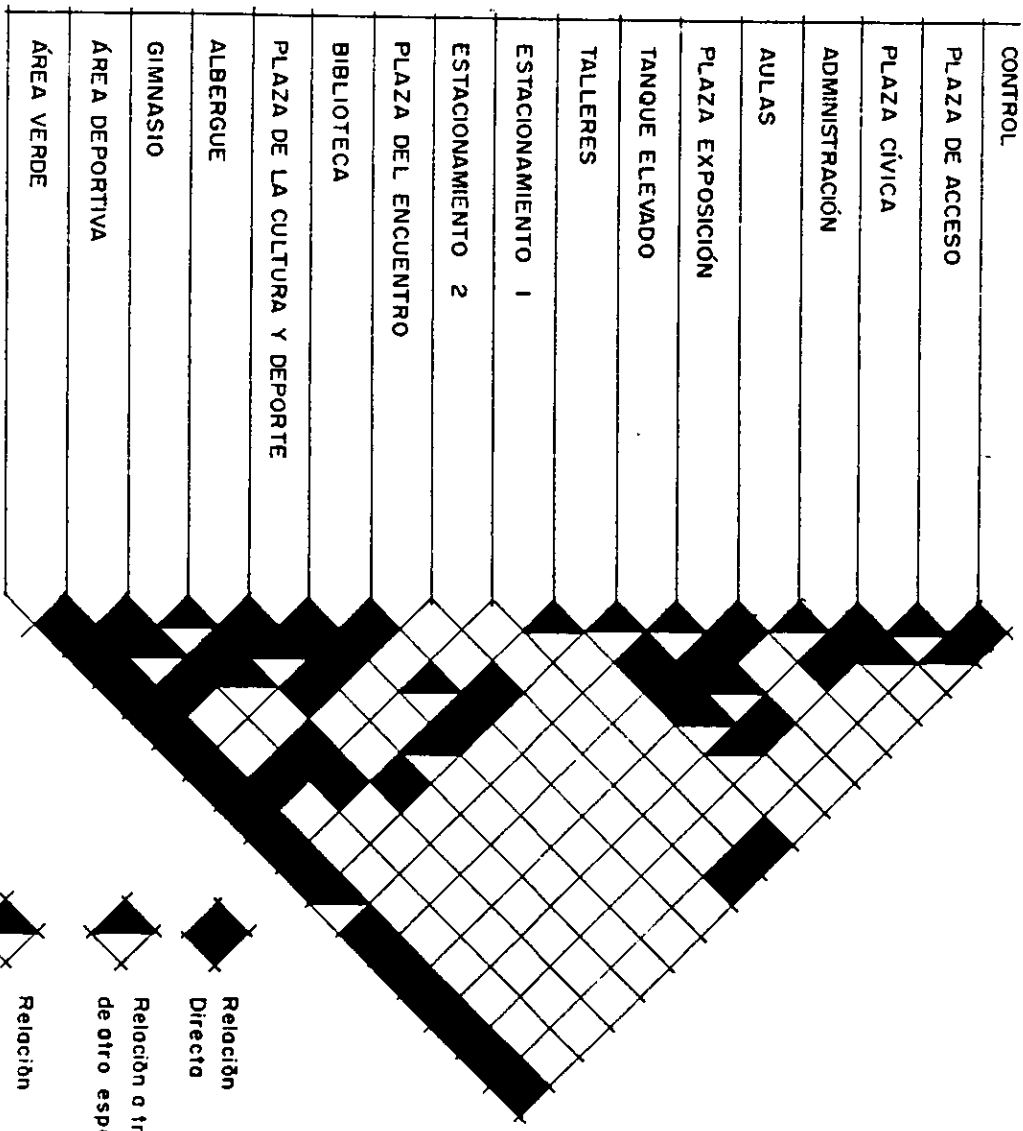 CONTROL
PLAZA DE ACCESO
PLAZA CÍVICA
ADMINISTRACIÓN
AULAS
PLAZA EXPOSICIÓN
TANQUE ELEVADO
TALLERES
ESTACIONAMIENTO 1
ESTACIONAMIENTO 2
PLAZA DEL ENCUENTRO
BIBLIOTECA
PLAZA DE LA CULTURA Y DEPORTE
ALBERGUE
GIMNASIO
ÁREA DEPORTIVA
ÁREA VERDE
Relación
Directa
Relación a
de otro
Relación